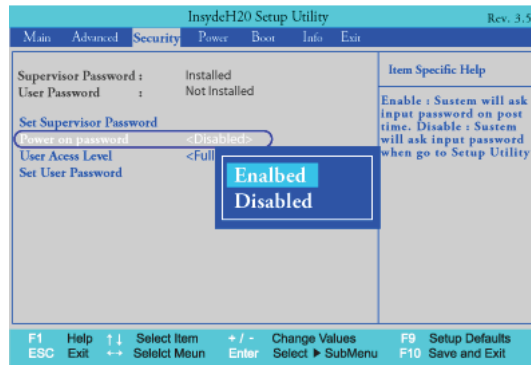 InsydeH20 Setup Utility Rev. 3.5
Main Advanced Security Power Boot Info Exit
Supervisor Password : Installed
User Password : Not Installed
Set Supervisor Password
Power on password <Disabled>
User Acess Level <Full
Set User Password
Enalbed
Disabled
Item Specific Help
Enable : Sustem will ask
input password on post
time. Disable : Sustem
will ask input password
when go to Setup Utility
F1 Help ↑↓ Select Item + / - Change Values F9 Setup Defaults
ESC Exit ↔ Selelct Meun Enter Select ▶ SubMenu F10 Save and Exit